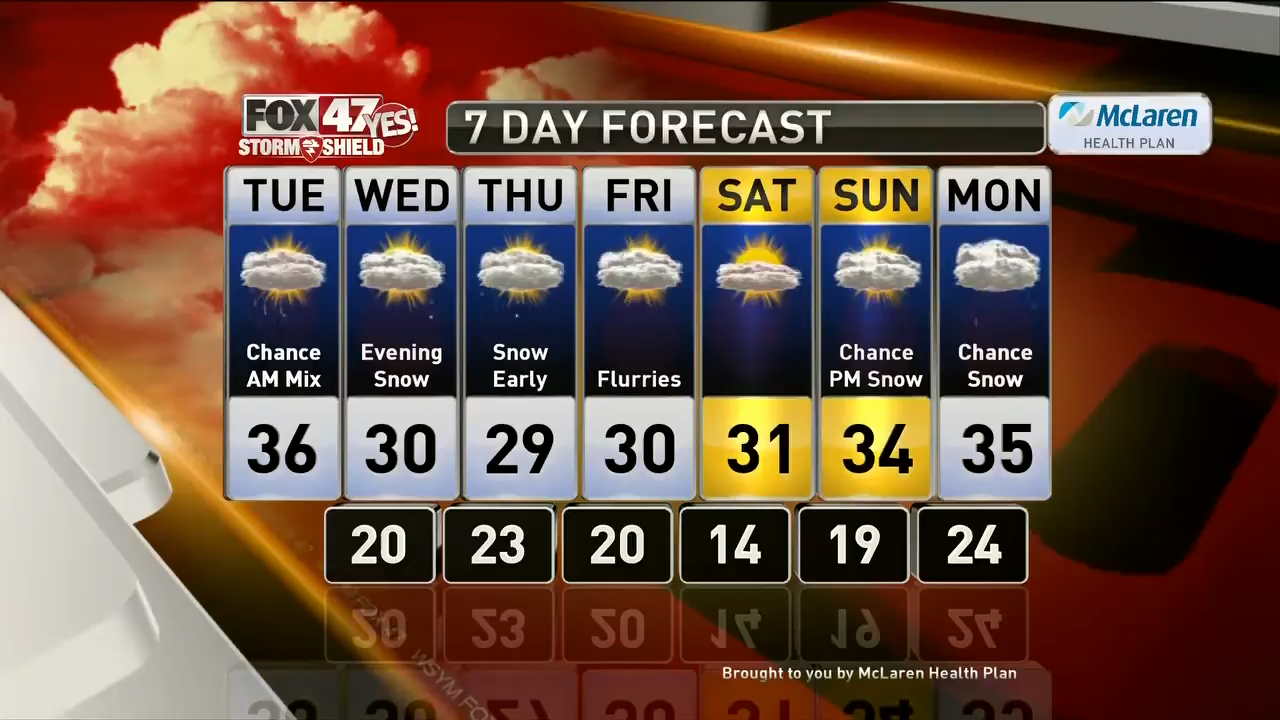 FOX 47 YES!
STORM SHIELD
7 DAY FORECAST
McLaren
HEALTH PLAN
TUE WED THU FRI SAT SUN MON
Chance
AM Mix
Evening
Snow
Snow
Early
Flurries
Chance
PM Snow
Chance
Snow
36 30 29 30 31 34 35
20 23 20 14 19 24
Brought to you by McLaren Health Plan
WSYM FOX